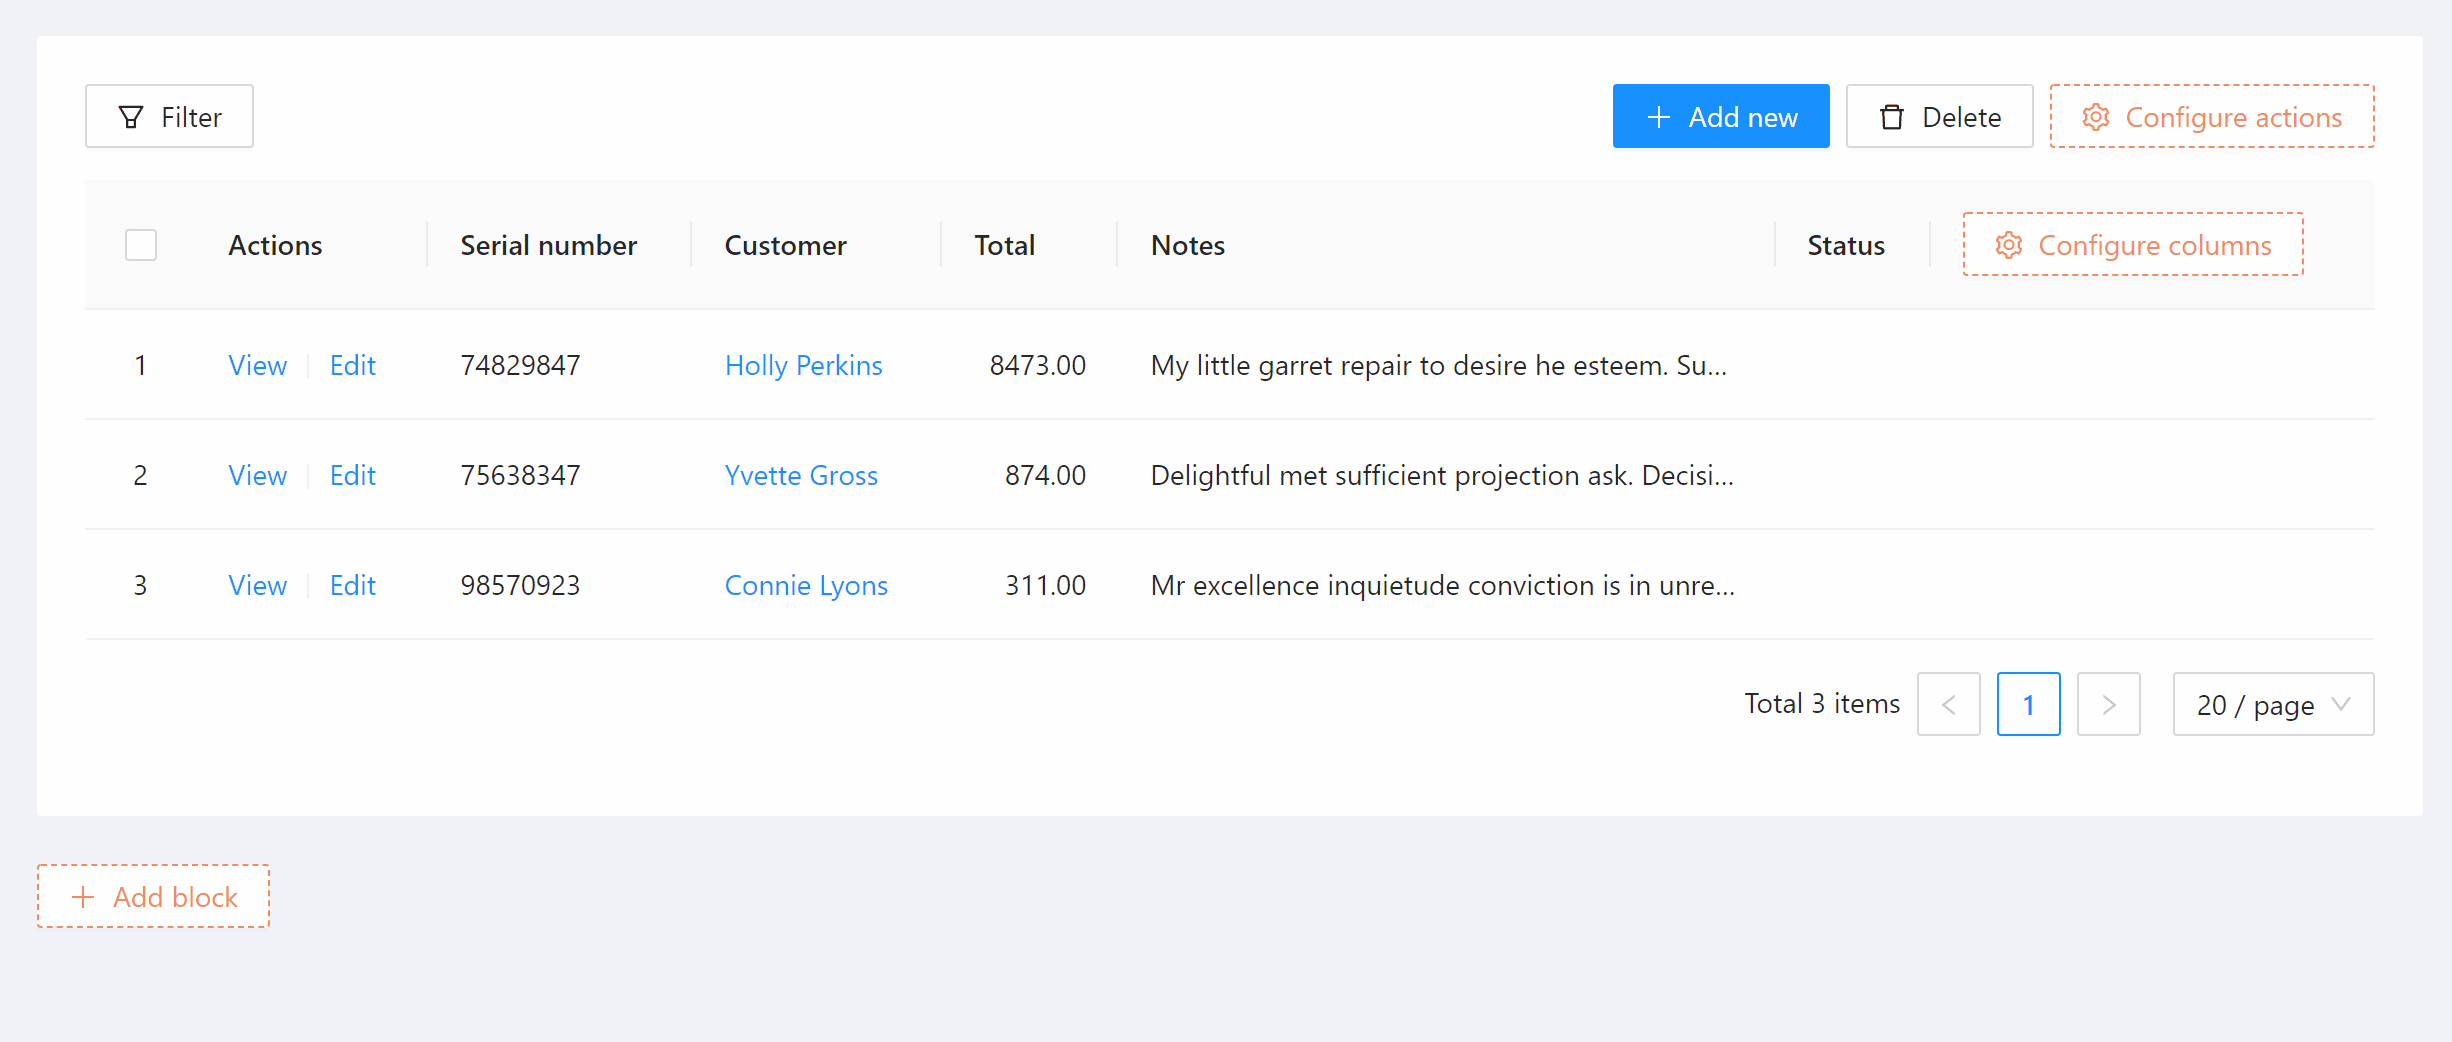 Filter
Add new
Delete
Configure actions
Actions Serial number Customer Total Notes Status Configure columns
1 View Edit 74829847 Holly Perkins 8473.00 My little garret repair to desire he esteem. Su...
2 View Edit 75638347 Yvette Gross 874.00 Delightful met sufficient projection ask. Decisi...
3 View Edit 98570923 Connie Lyons 311.00 Mr excellence inquietude conviction is in unre...
Total 3 items < 1 > 20 / page
Add block